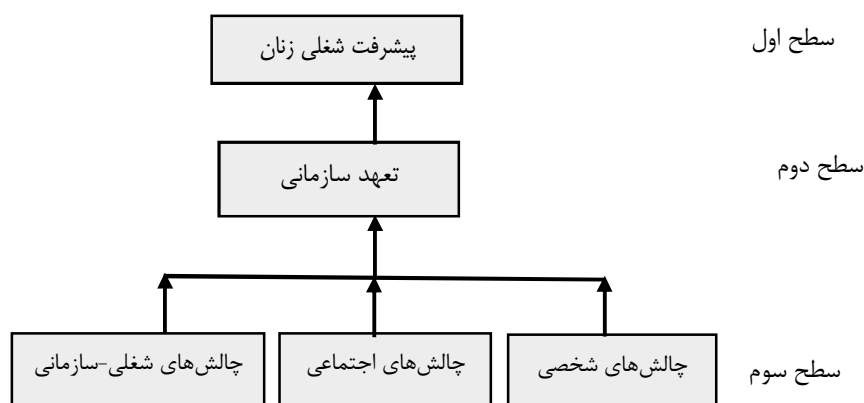 سطح اول
پیشرفت شغلی زنان
سطح دوم
تعهد سازمانی
سطح سوم
چالش‌های شخصی
چالش‌های اجتماعی
چالش‌های شغلی-سازمانی